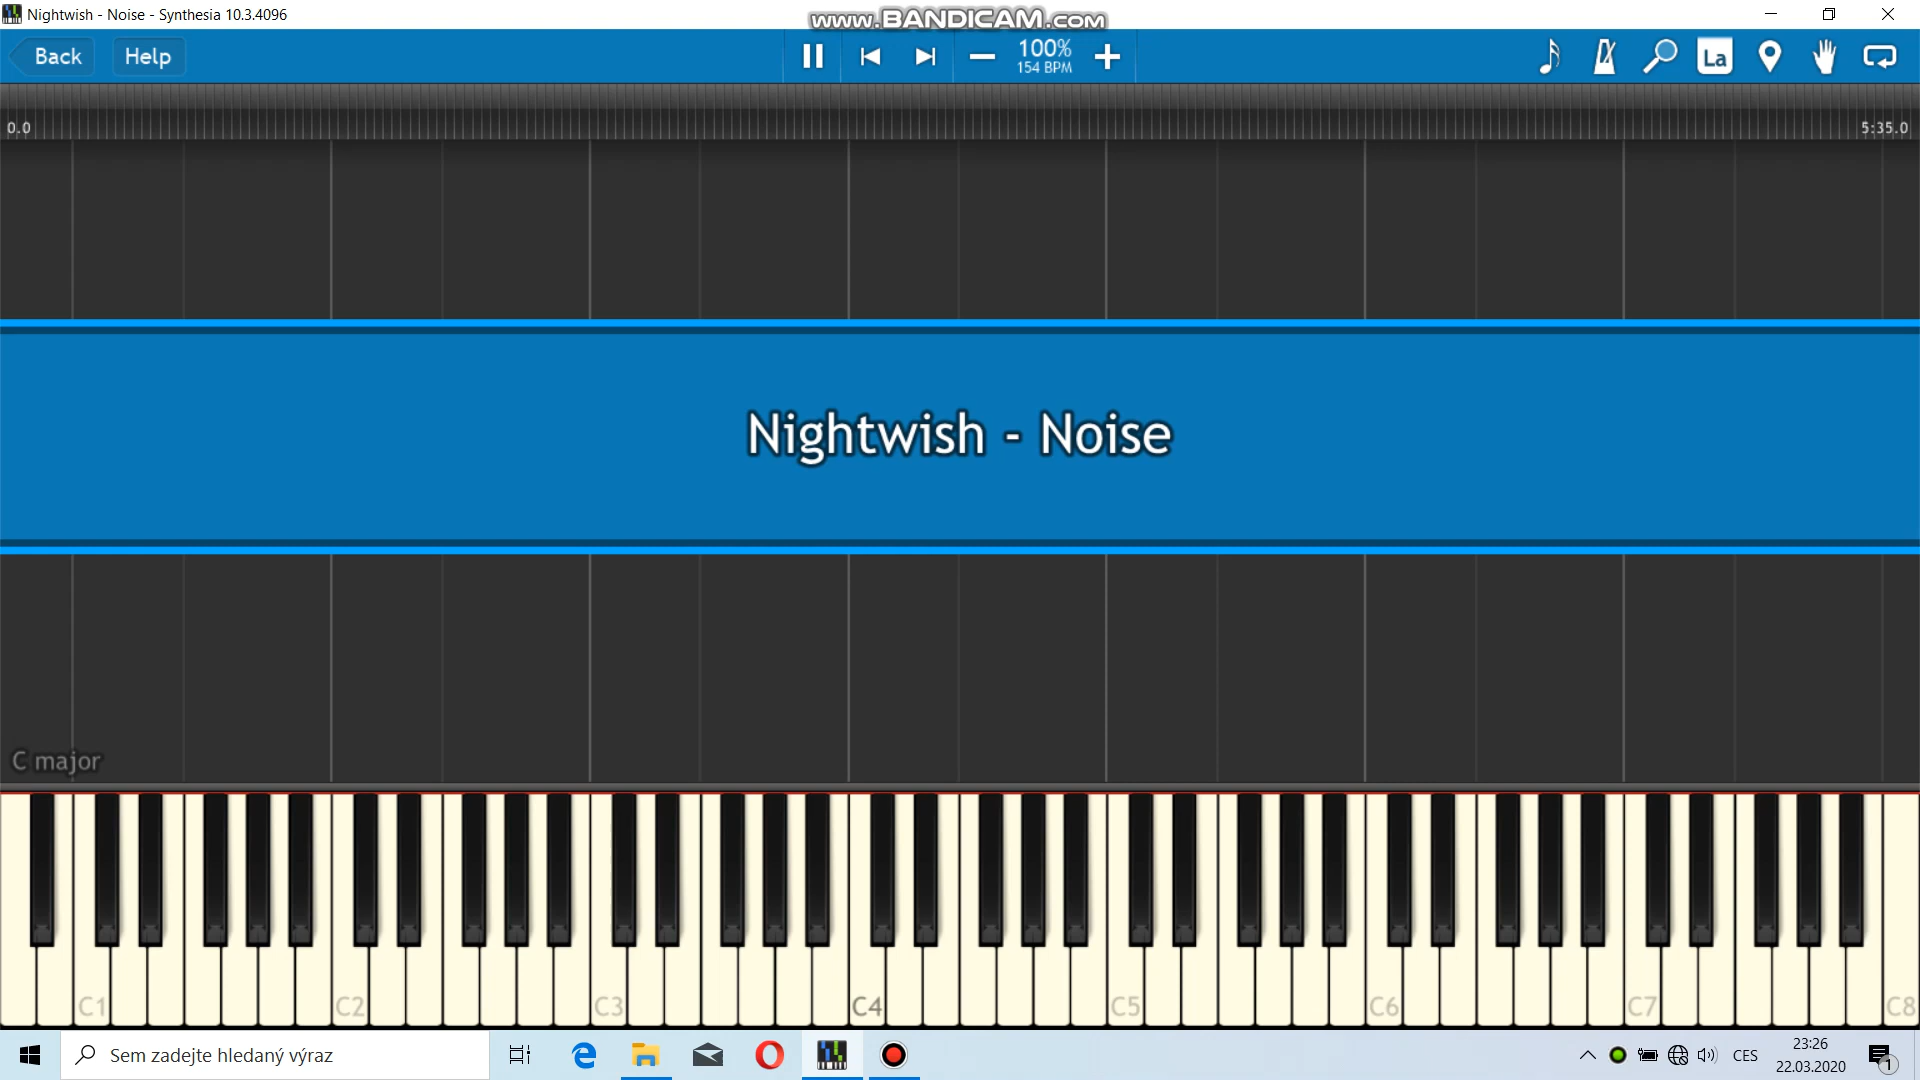 Nightwish - Noise - Synthesia 10.3.4096
www.BANDICAM.com
Back
Help
100%
154 BPM
La
0.0
5:35.0
Nightwish - Noise
C major
C1
C2
C3
C4
C5
C6
C7
C8
Sem zadejte hledaný výraz
CES
23:26
22.03.2020
1